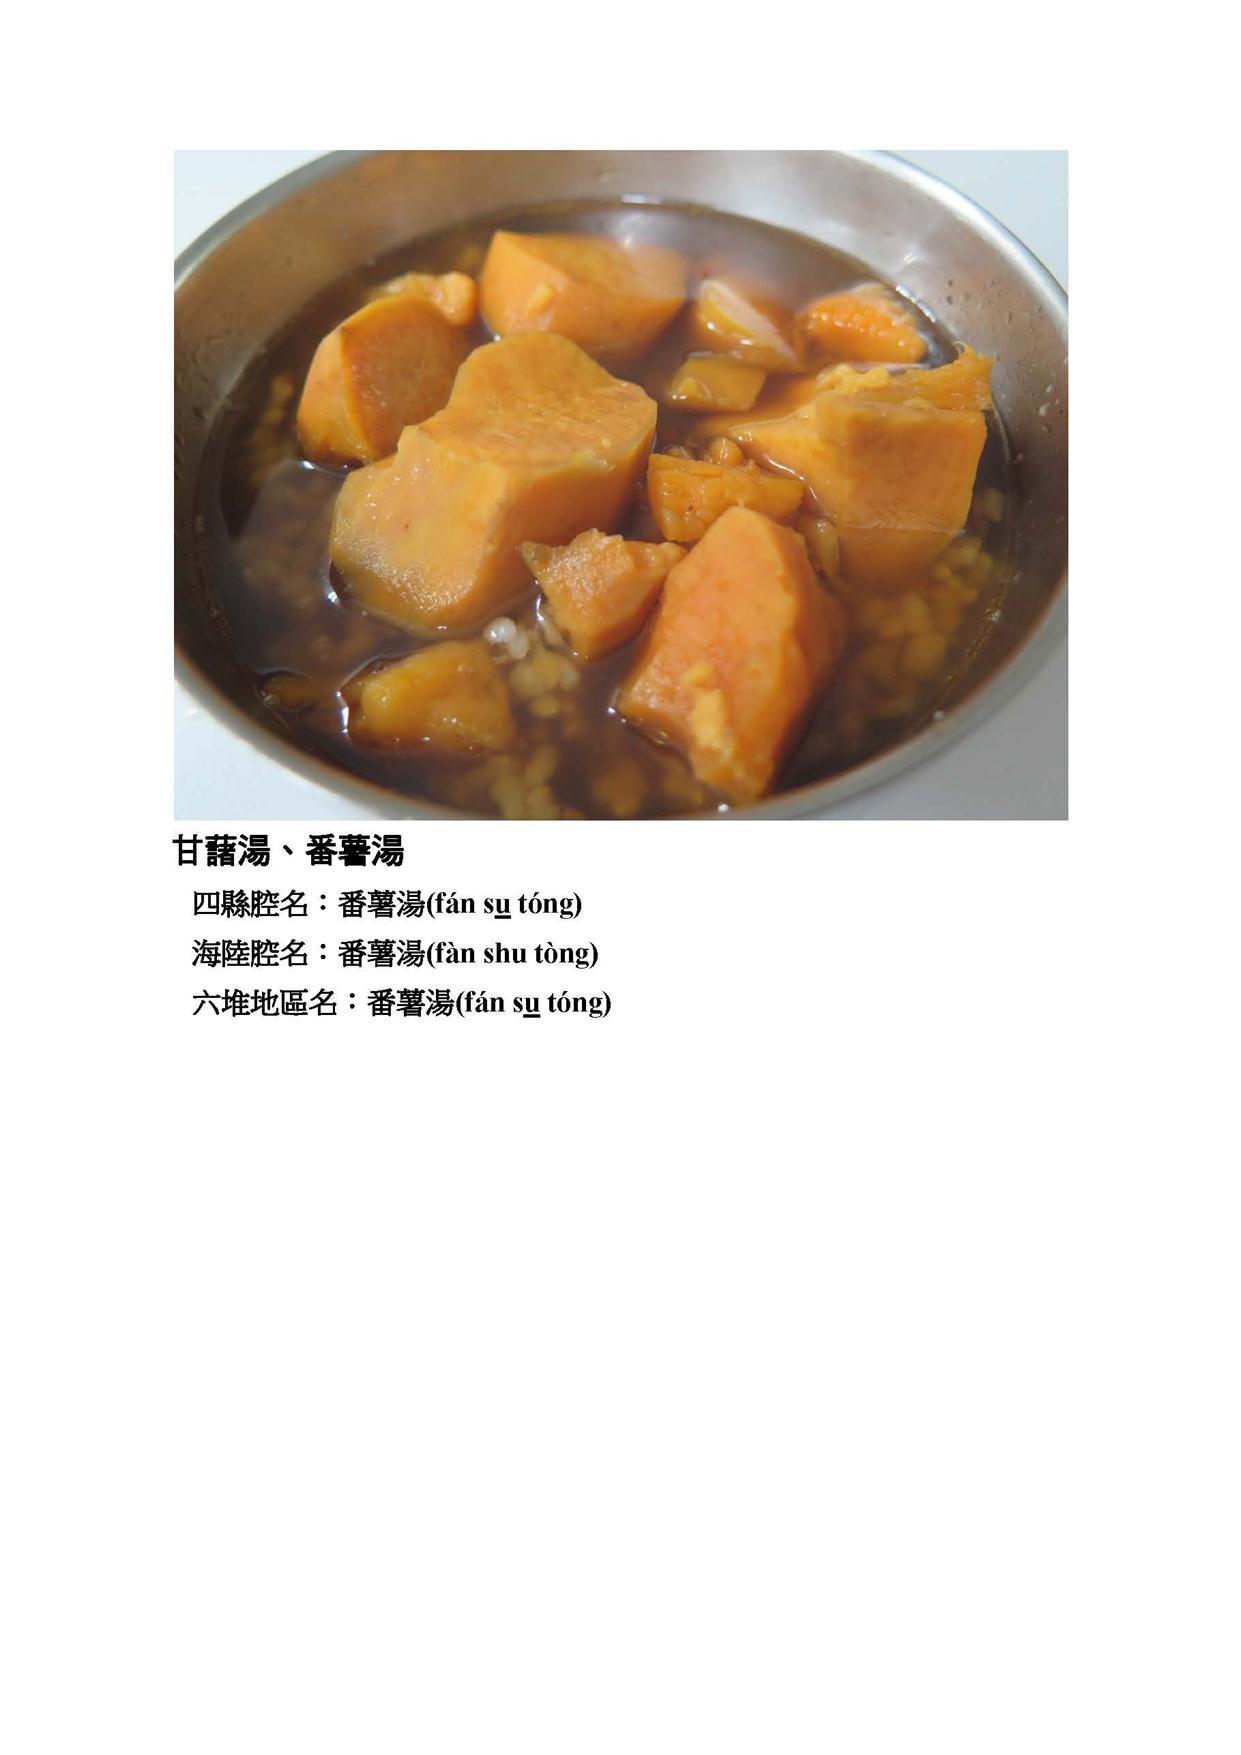 甘藷湯、番薯湯
四縣腔名：番薯湯(fán su tóng)
海陸腔名：番薯湯(fàn shu tòng)
六堆地區名：番薯湯(fán su tóng)